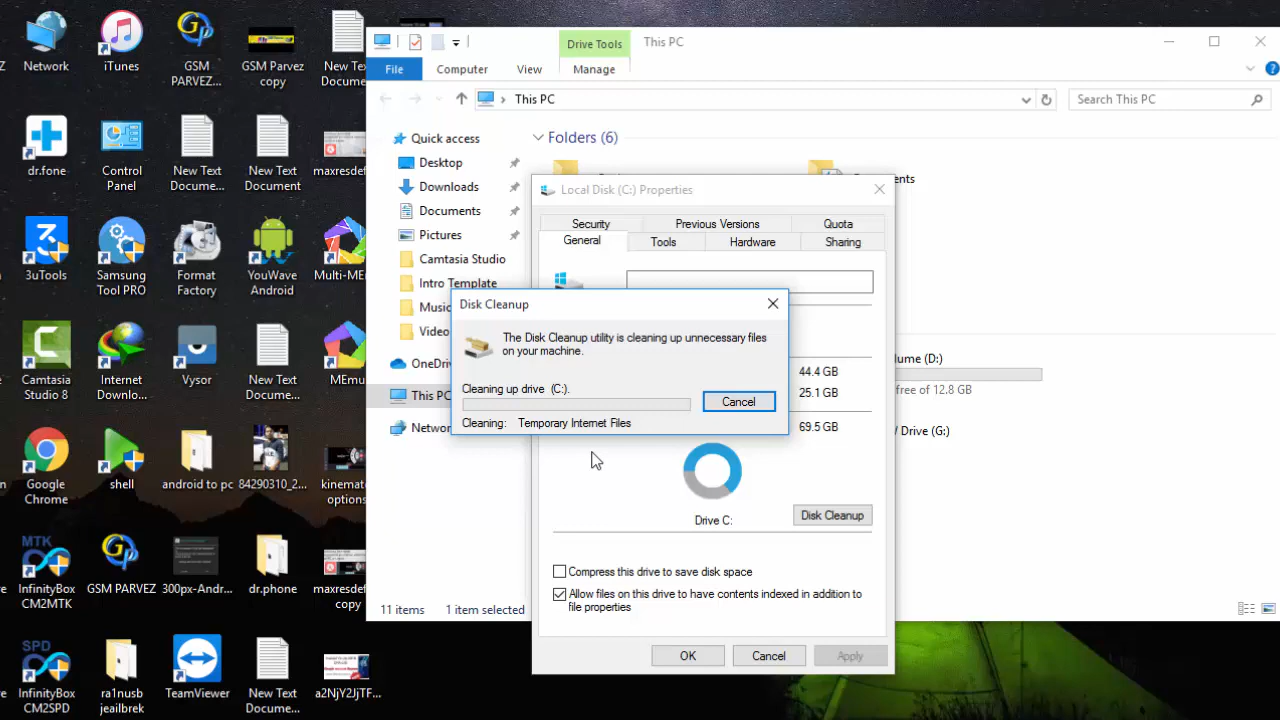 Network
iTunes
GSM
PARVEZ...
GSM Parvez
copy
New Tex
Docume...
dr.fone
Control
Panel
New Text
Docume...
New Text
Document
maxresdef
3uTools
Samsung
Tool PRO
Format
Factory
YouWave
Android
Multi-MEm
Camtasia
Studio 8
Internet
Downlo...
Vysor
New Text
Docume...
MEmu
Google
Chrome
shell
android to pc
84290310_2...
kinemate
options
MTK
InfinityBox
CM2MTK
GSM PARVEZ
300px-Andr...
dr.phone
maxresdef
copy
SPD
InfinityBox
CM2SPD
ra1nusb
jealbrek
TeamViewer
New Text
Docume...
a2NjY2JjTF...
Drive Tools
This PC
File
Computer
View
Manage
This PC
Search This PC
Quick access
Desktop
Downloads
Documents
Pictures
Camtasia Studio
Intro Template
Music
Video
OneDriv
This PC
Netwo
Folders (6)
ments
lume (D:)
free of 12.8 GB
Drive (G:)
11 items
1 item selected
Local Disk (C:) Properties
Security
Previous Versions
Quota
General
Tools
Hardware
Sharing
44.4 GB
25.1 GB
69.5 GB
Drive C:
Disk Cleanup
Compress this drive to save disk space
Allow files on this drive to have contents indexed in addition to
file properties
OK
Cancel
Apply
Disk Cleanup
The Disk Cleanup utility is cleaning up unnecessary files
on your machine.
Cleaning up drive (C:).
Cancel
Cleaning: Temporary Internet Files